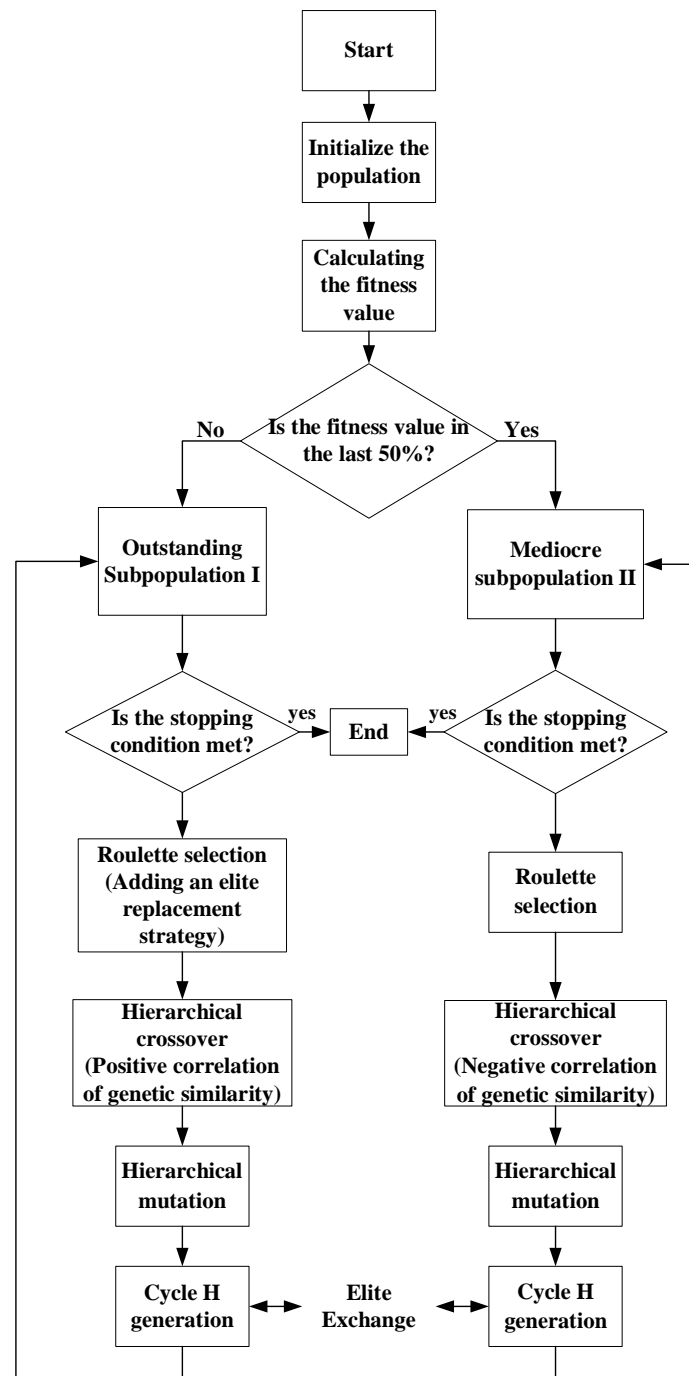 Start
Initialize the
population
Calculating
the fitness
value
Is the fitness value in
the last 50%?
No
Yes
Outstanding
Subpopulation I
Mediocre
subpopulation II
Is the stopping
condition met?
yes
End
yes
Is the stopping
condition met?
Roulette selection
(Adding an elite
replacement
strategy)
Roulette
selection
Hierarchical
crossover
(Positive correlation
of genetic similarity)
Hierarchical
crossover
(Negative correlation
of genetic similarity)
Hierarchical
mutation
Hierarchical
mutation
Cycle H
generation
Elite
Exchange
Cycle H
generation